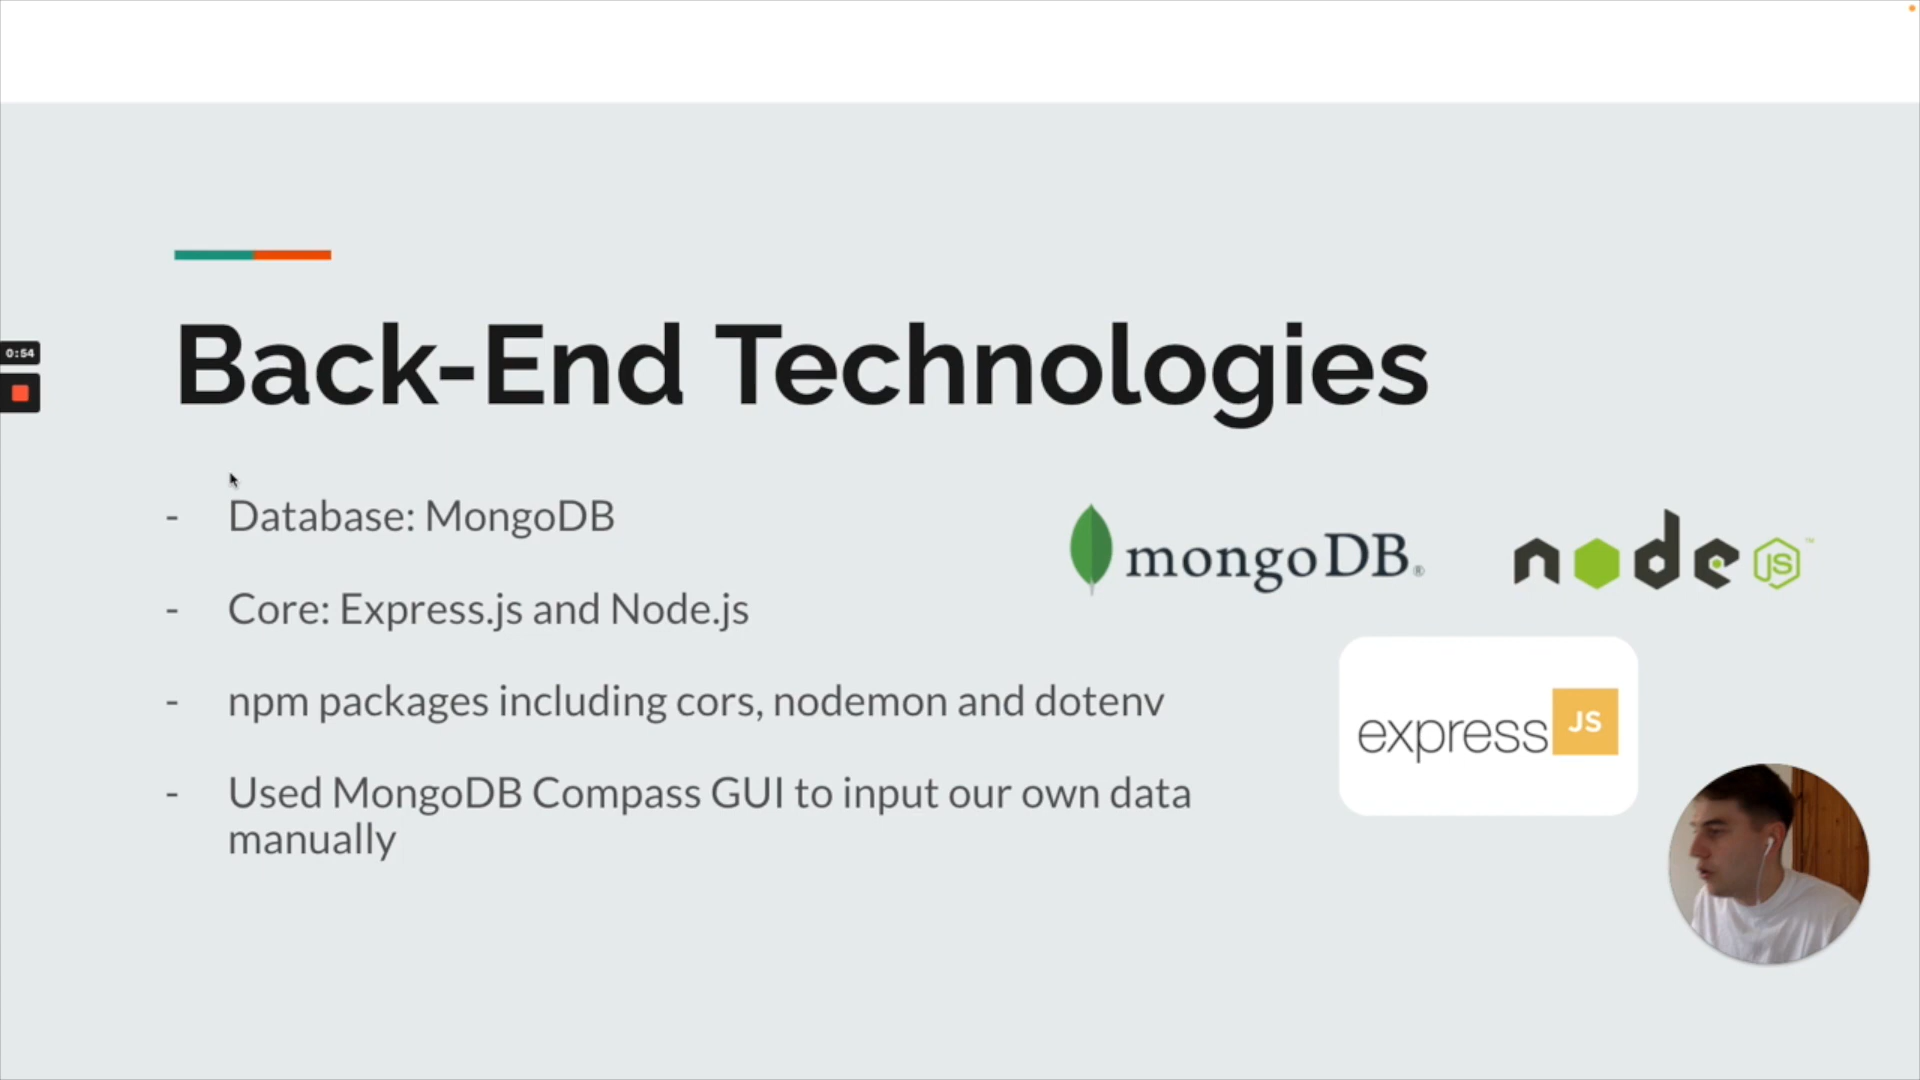 0:54
Back-End Technologies
- Database: MongoDB
- Core: Express.js and Node.js
- npm packages including cors, nodemon and dotenv
- Used MongoDB Compass GUI to input our own data
manually
mongoDB®
node JS™
express JS